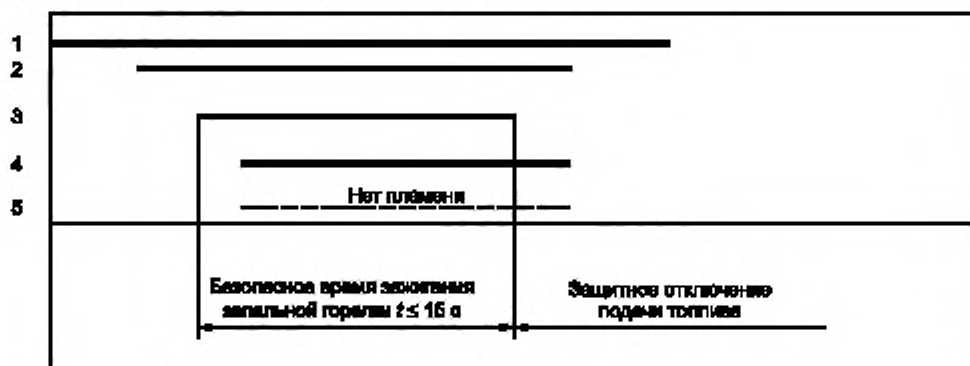 1
2
3
4
Нет пламени
5
Безопасное время зажигания
запальной горелки t ≤ 15 с
Защитное отключение
подачи топлива